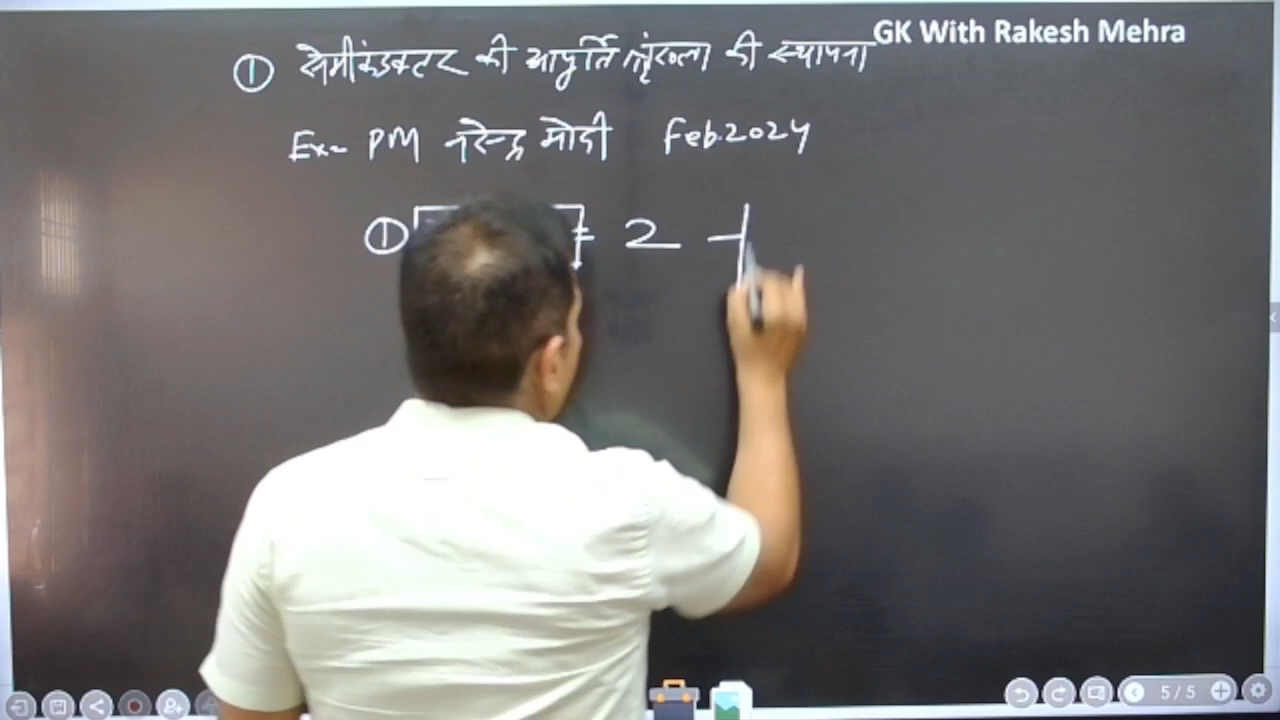 GK With Rakesh Mehra
① सेमीकंडक्टर की आपूर्ति श्रृंखला की स्थापना
Ex- PM नरेन्द्र मोदी Feb.2024
① = 2
5/5